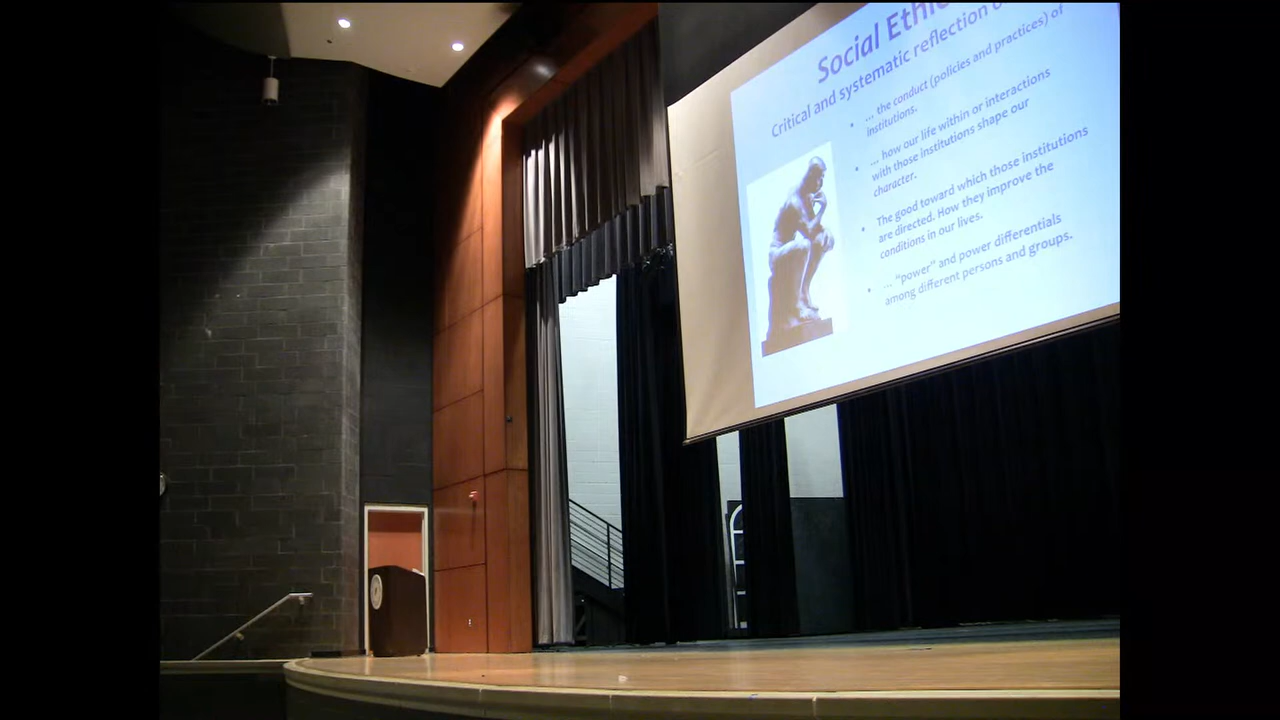 Social Ethi
Critical and systematic reflection
... the conduct (policies and practices) of
institutions.
... how our life within or interactions
with those institutions shape our
character.
The good toward which those institutions
are directed. How they improve the
conditions in our lives.
... "power" and power differentials
among different persons and groups.